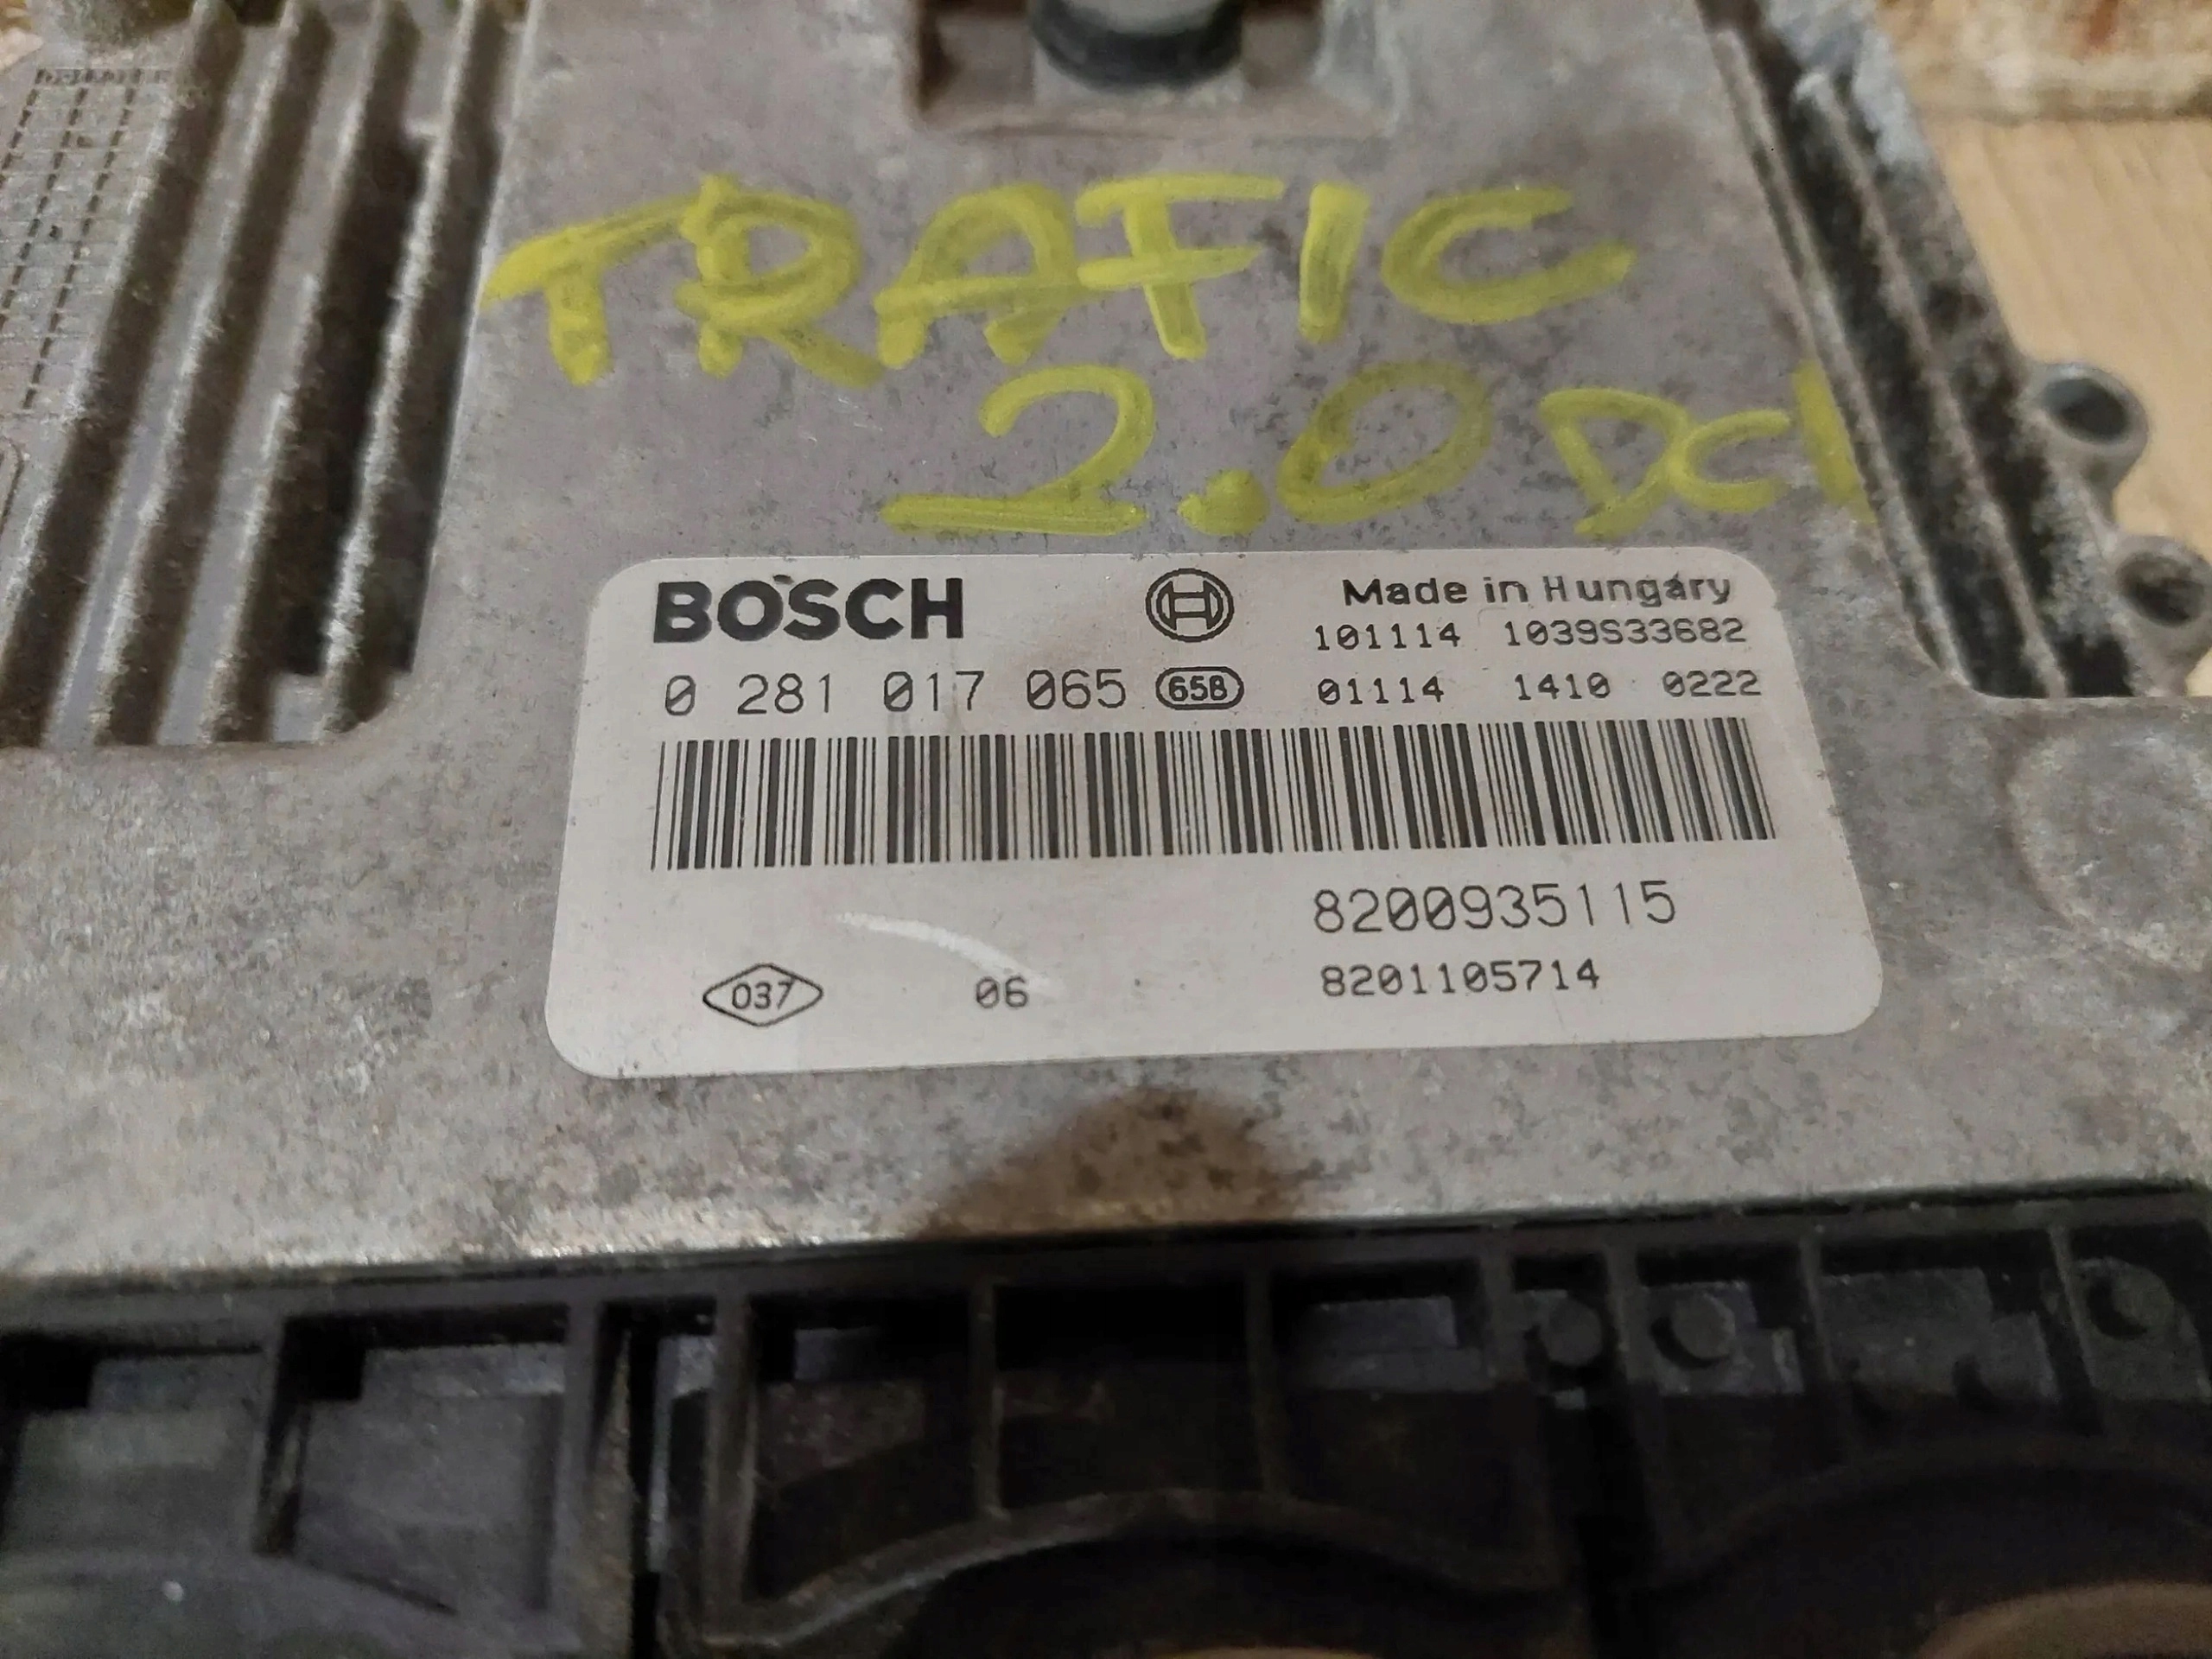 TRAFIC
2.0 DCI
BOSCH
Made in Hungary
101114 1039S33682
0 281 017 065 658 01114 1410 0222
8200935115
037 06 8201105714